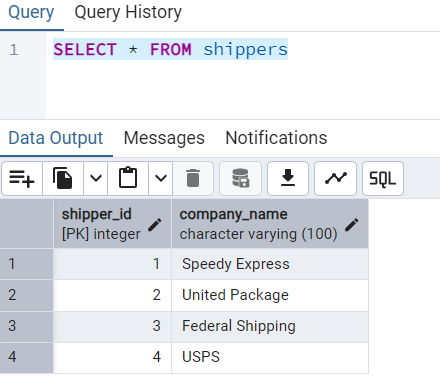 Query Query History
1 SELECT * FROM shippers
Data Output Messages Notifications
SQL
shipper_id company_name
[PK] integer character varying (100)
1 1 Speedy Express
2 2 United Package
3 3 Federal Shipping
4 4 USPS